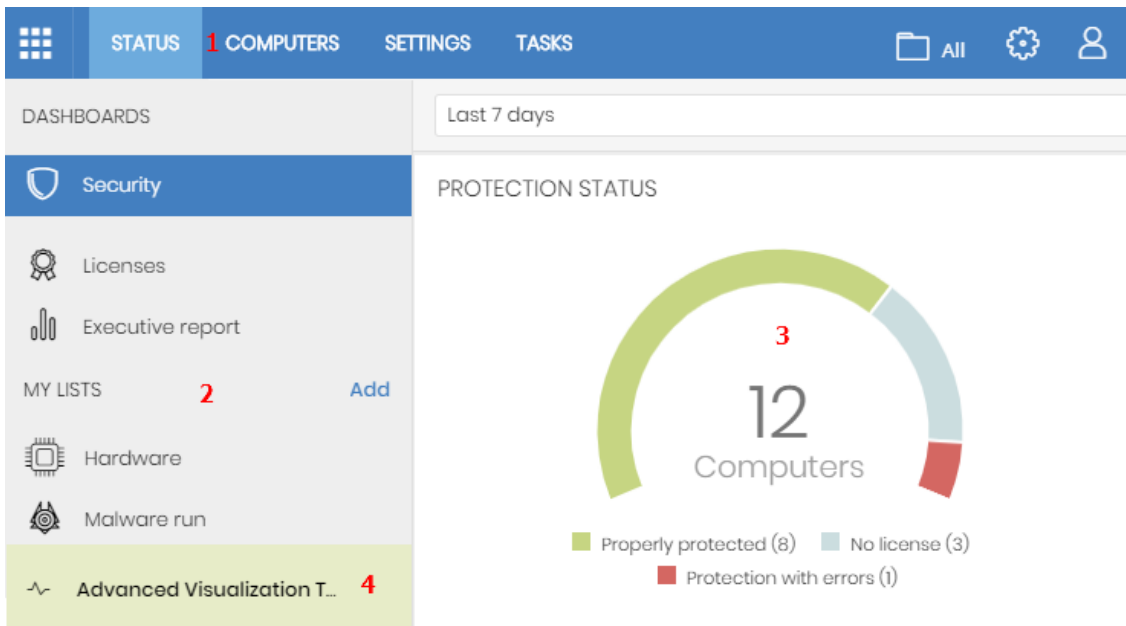 STATUS 1 COMPUTERS SETTINGS TASKS All
DASHBOARDS
Last 7 days
Security
PROTECTION STATUS
Licenses
Executive report
3
MY LISTS 2 Add
12
Computers
Hardware
Malware run
Properly protected (8) No license (3)
Protection with errors (1)
Advanced Visualization T... 4